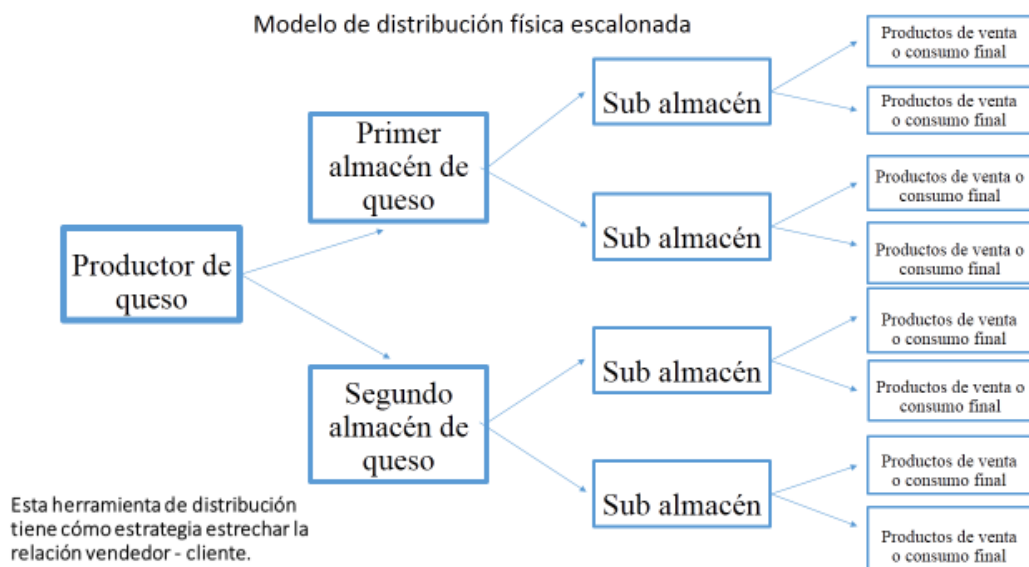 Modelo de distribución física escalonada
Productor de
queso
Primer
almacén de
queso
Segundo
almacén de
queso
Sub almacén
Sub almacén
Sub almacén
Sub almacén
Productos de venta
o consumo final
Productos de venta
o consumo final
Productos de venta o
consumo final
Productos de venta o
consumo final
Productos de venta
o consumo final
Productos de venta o
consumo final
Productos de venta
o consumo final
Productos de venta
o consumo final
Esta herramienta de distribución
tiene cómo estrategia estrechar la
relación vendedor - cliente.